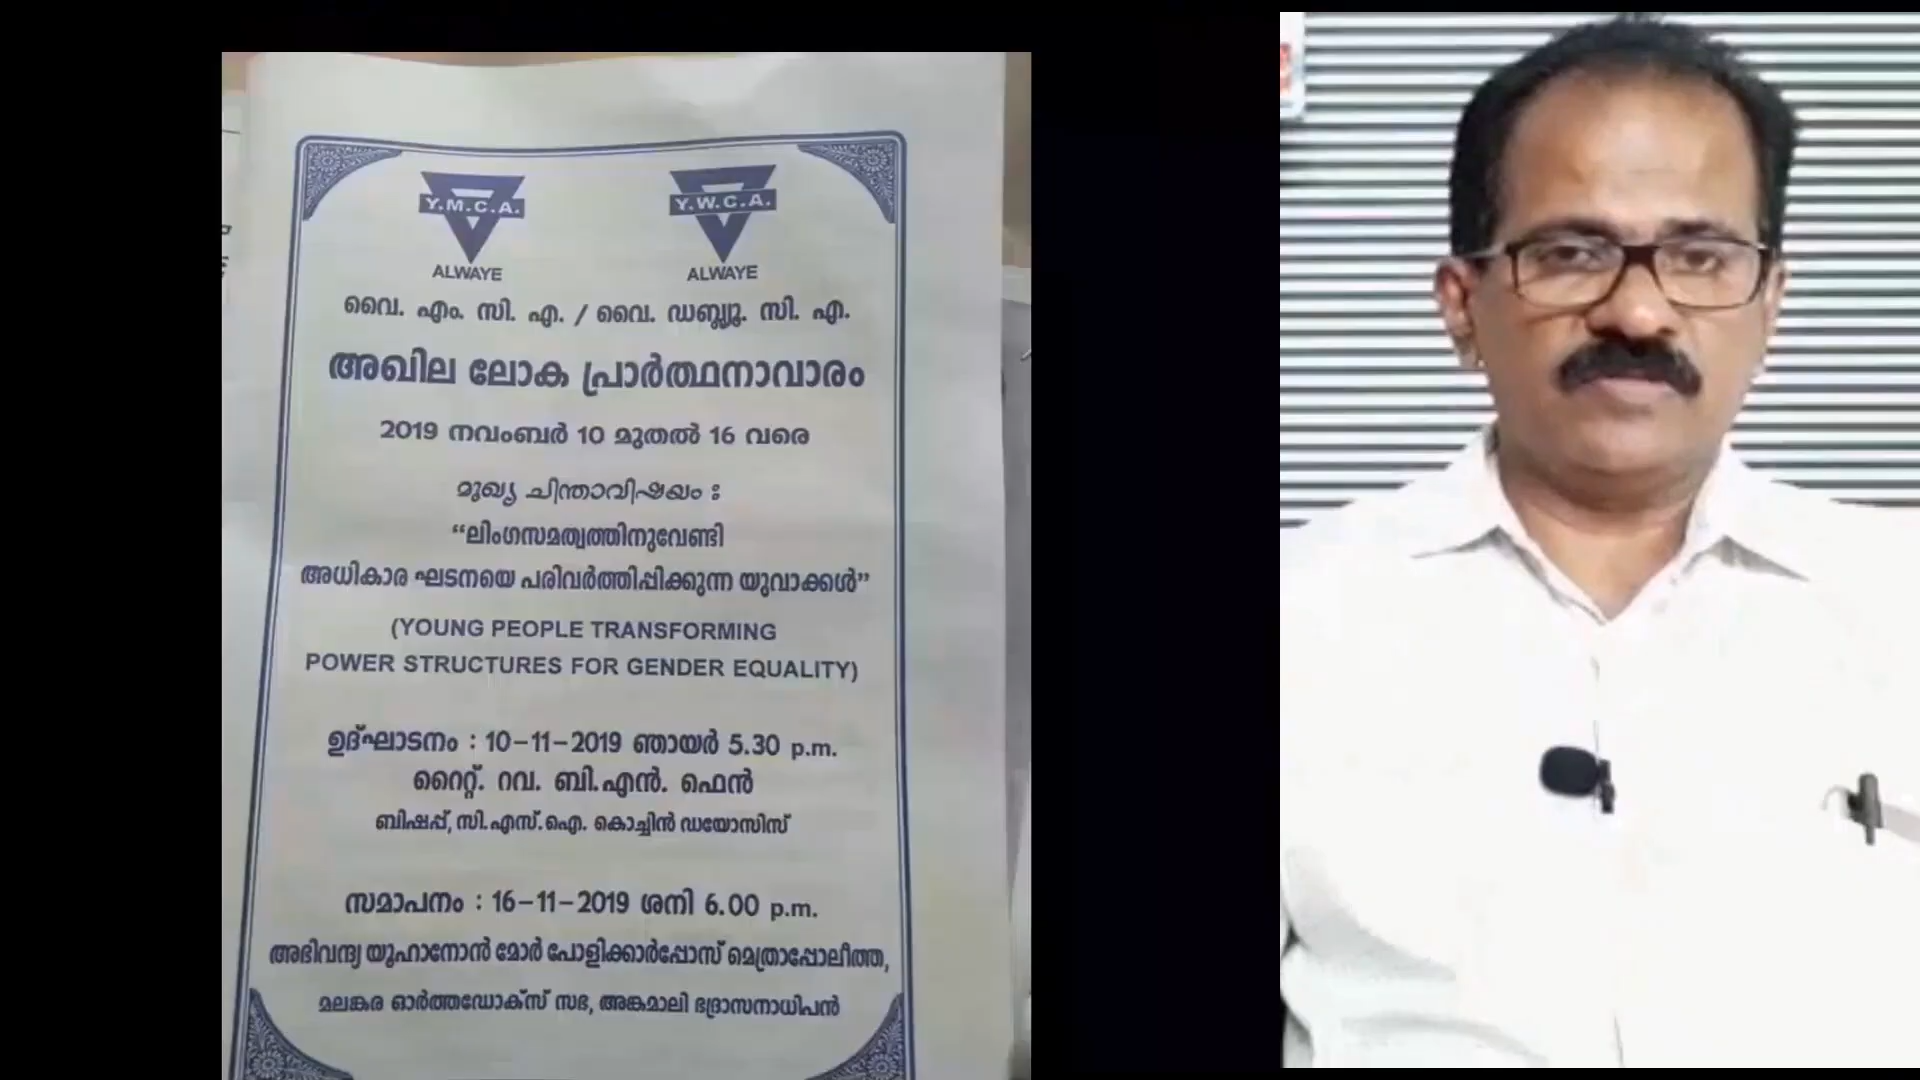 Y.M.C.A.
ALWAYE
Y.W.C.A.
ALWAYE
വൈ. എം. സി. എ. / വൈ. ഡബ്ല്യൂ. സി. എ.
അഖില ലോക പ്രാർത്ഥനാവാരം
2019 നവംബർ 10 മുതൽ 16 വരെ
മുഖ്യ ചിന്താവിഷയം :
“ലിംഗസമത്വത്തിനുവേണ്ടി
അധികാര ഘടനയെ പരിവർത്തിപ്പിക്കുന്ന യുവാക്കൾ”
(YOUNG PEOPLE TRANSFORMING
POWER STRUCTURES FOR GENDER EQUALITY)
ഉദ്ഘാടനം : 10-11-2019 ഞായർ 5.30 p.m.
റൈറ്റ്. റവ. ബി.എൻ. ഫെൻ
ബിഷപ്പ്, സി.എസ്.ഐ. കൊച്ചിൻ ഡയോസിസ്
സമാപനം : 16-11-2019 ശനി 6.00 p.m.
അഭിവന്ദ്യ യൂഹാനോൻ മോർ പോളിക്കാർപ്പോസ് മെത്രാപ്പോലീത്ത,
മലങ്കര ഓർത്തഡോക്സ് സഭ, അങ്കമാലി ഭദ്രാസനാധിപൻ